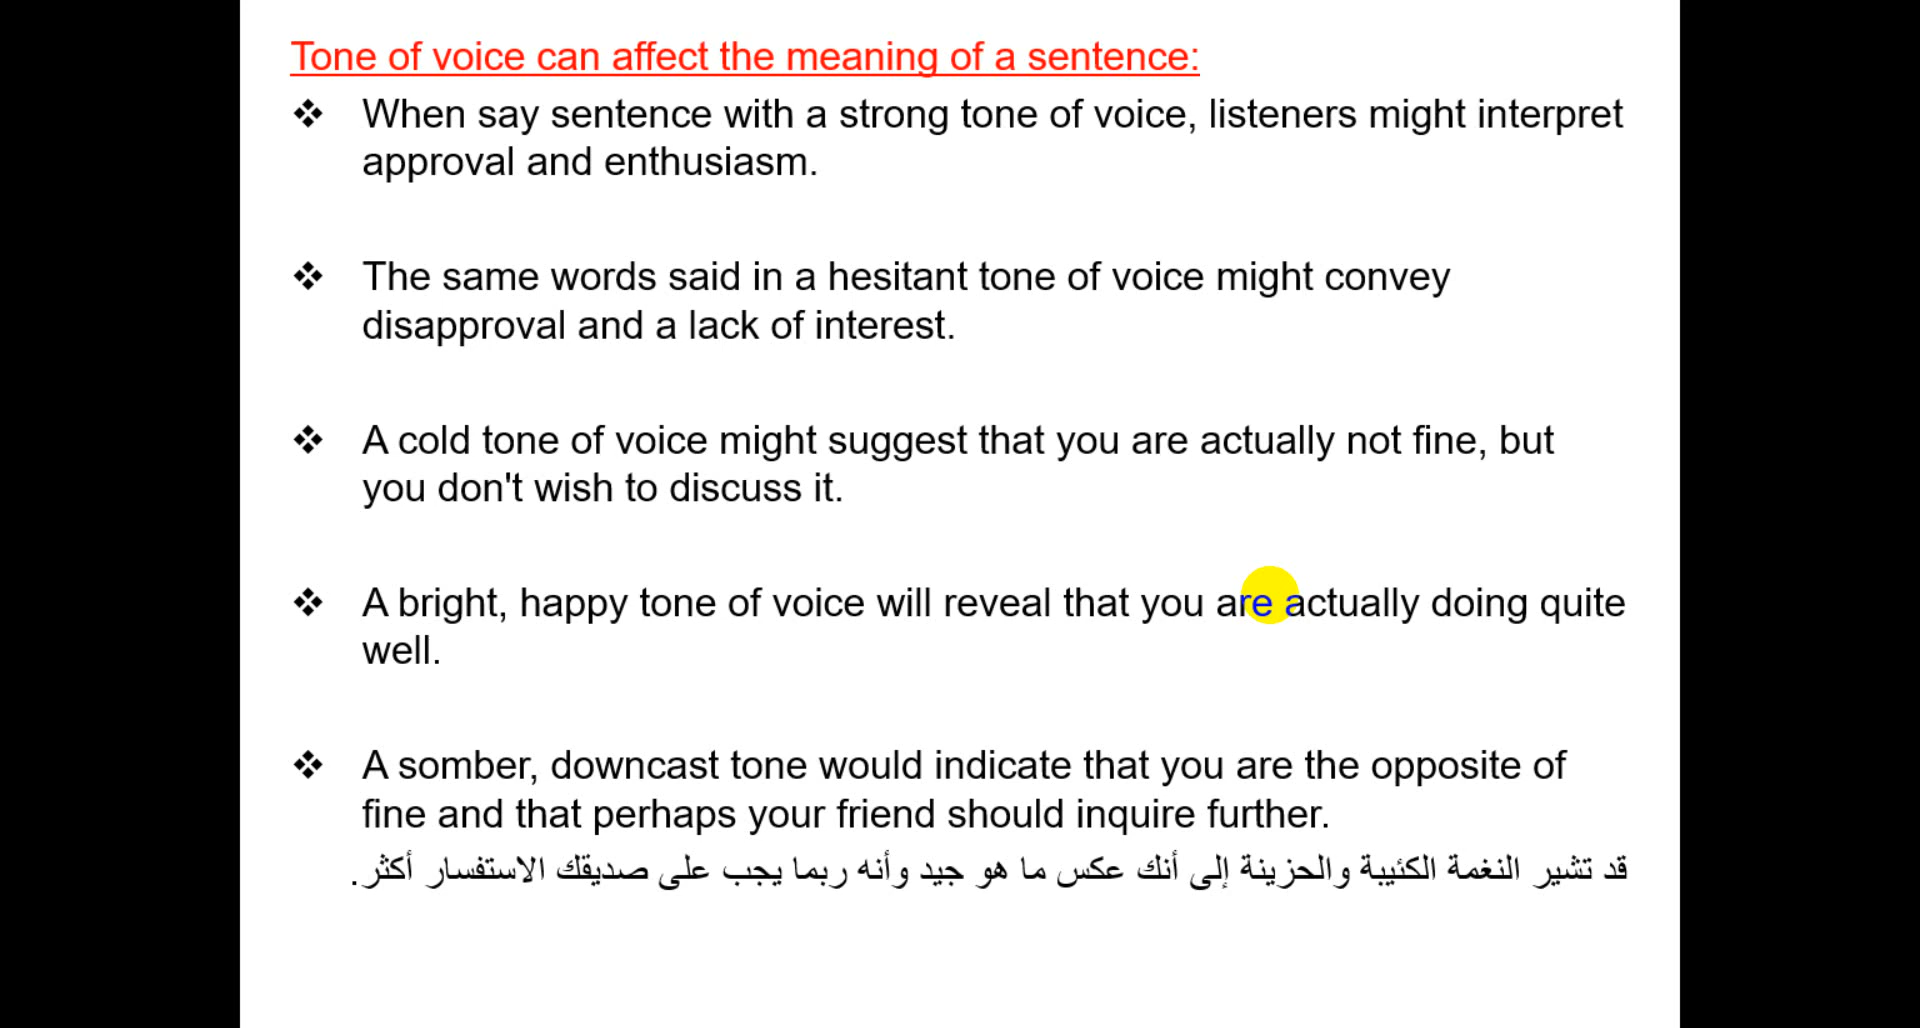 Tone of voice can affect the meaning of a sentence:
❖ When say sentence with a strong tone of voice, listeners might interpret
approval and enthusiasm.
❖ The same words said in a hesitant tone of voice might convey
disapproval and a lack of interest.
❖ A cold tone of voice might suggest that you are actually not fine, but
you don't wish to discuss it.
❖ A bright, happy tone of voice will reveal that you are actually doing quite
well.
❖ A somber, downcast tone would indicate that you are the opposite of
fine and that perhaps your friend should inquire further.
قد تشير النغمة الكئيبة والحزينة إلى أنك عكس ما هو جيد وأنه ربما يجب على صديقك الاستفسار أكثر.